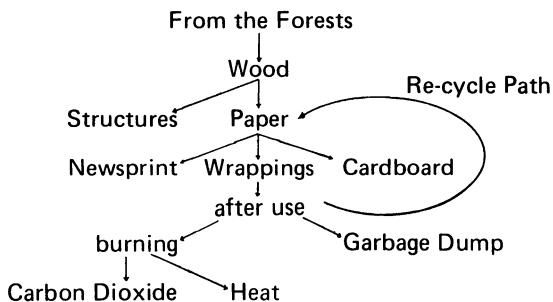 From the Forests
Wood
Re-cycle Path
Structures Paper
Newsprint Wrappings Cardboard
after use
burning Garbage Dump
Carbon Dioxide Heat